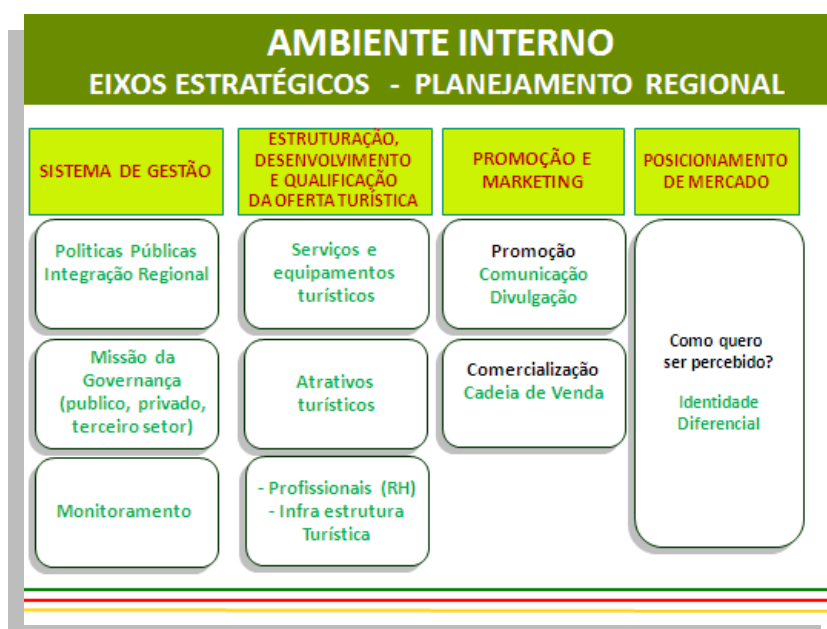 AMBIENTE INTERNO
EIXOS ESTRATÉGICOS - PLANEJAMENTO REGIONAL
SISTEMA DE GESTÃO
Politicas Públicas
Integração Regional
Missão da
Governança
(publico, privado,
terceiro setor)
Monitoramento
ESTRUTURAÇÃO,
DESENVOLVIMENTO
E QUALIFICAÇÃO
DA OFERTA TURÍSTICA
Serviços e
equipamentos
turísticos
Atrativos
turísticos
- Profissionais (RH)
- Infra estrutura
Turística
PROMOÇÃO E
MARKETING
Promoção
Comunicação
Divulgação
Comercialização
Cadeia de Venda
POSICIONAMENTO
DE MERCADO
Como quero
ser percebido?
Identidade
Diferencial